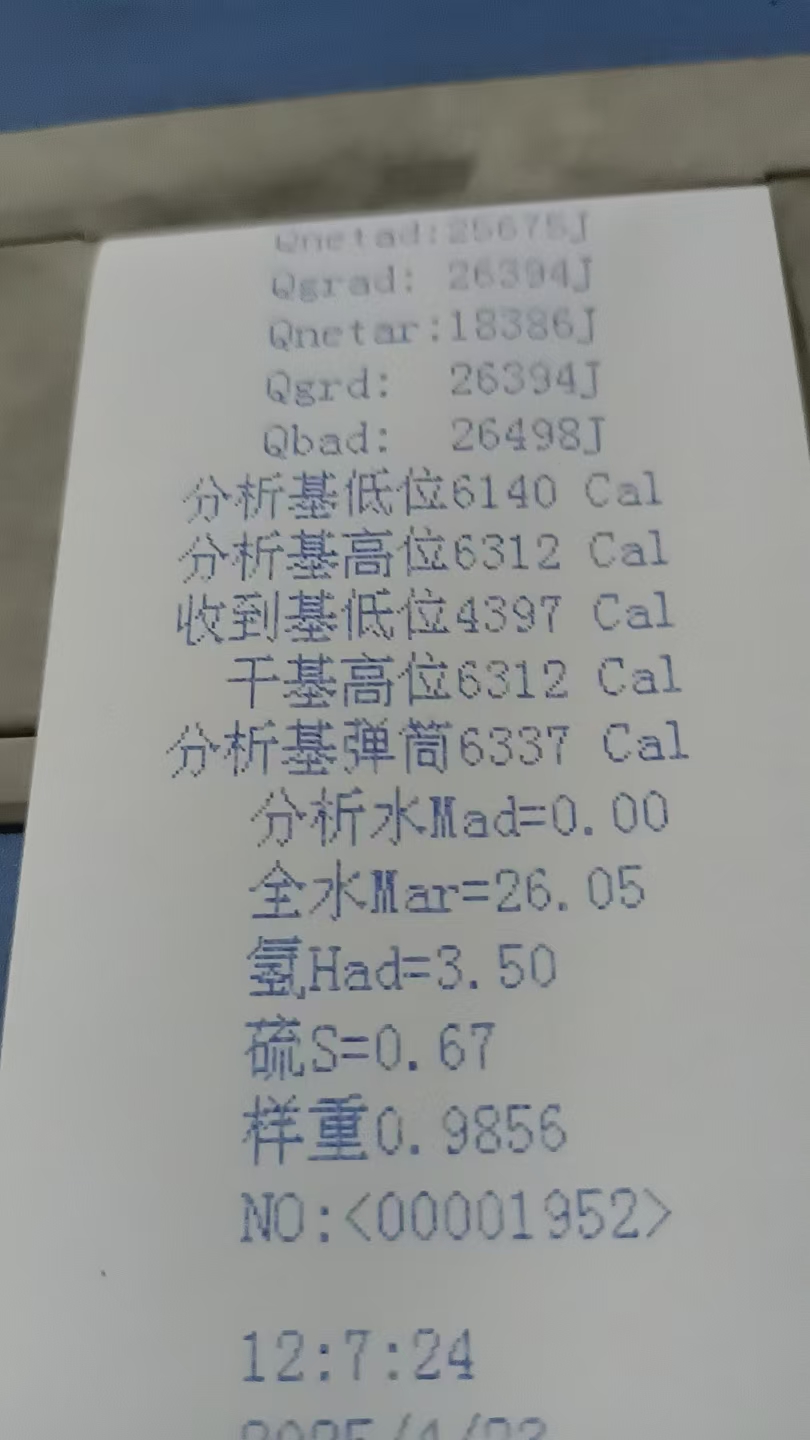 Qnetad:25675J
Qgrad: 26394J
Qnetar:18386J
Qgrd: 26394J
Qbad: 26498J
分析基低位6140 Cal
分析基高位6312 Cal
收到基低位4397 Cal
干基高位6312 Cal
分析基弹筒6337 Cal
分析水Mad=0.00
全水Mar=26.05
氢Had=3.50
硫S=0.67
样重0.9856
NO:<00001952>
12:7:24